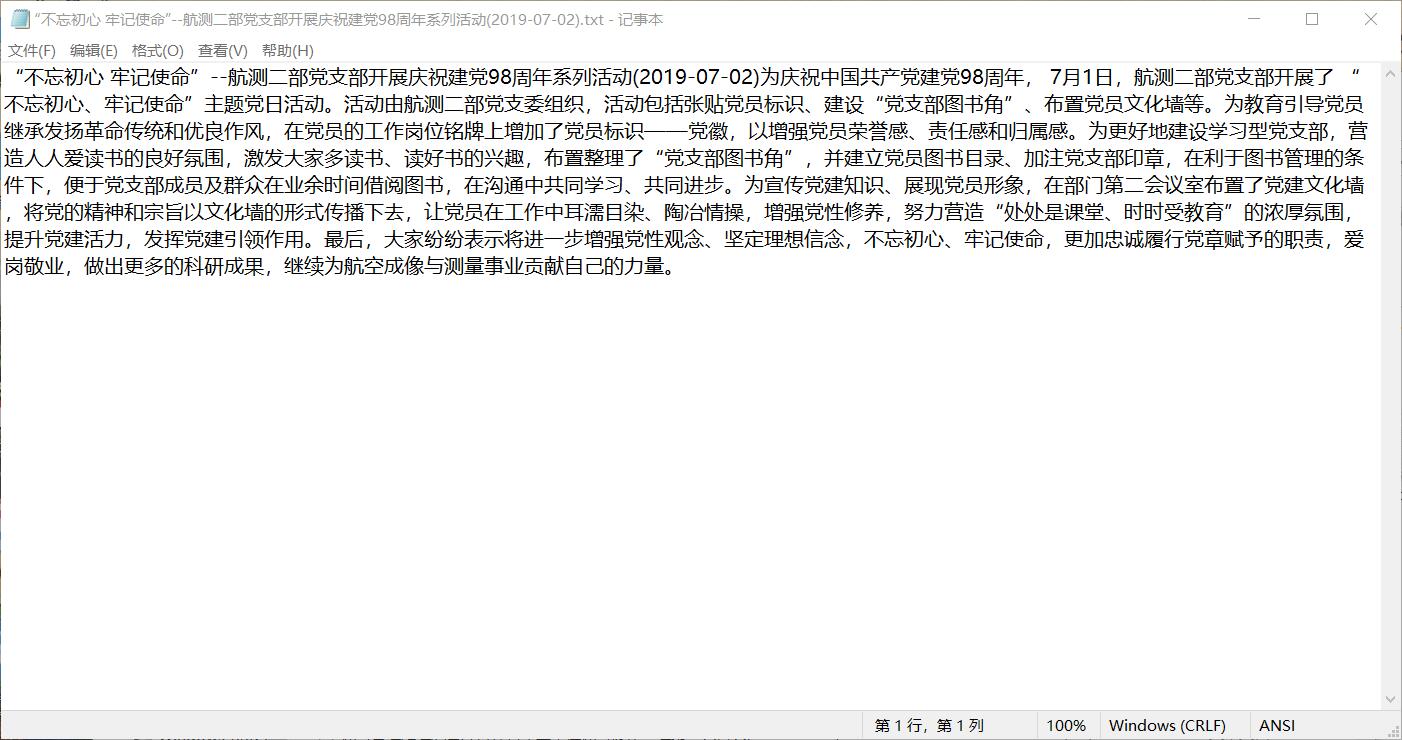 “不忘初心 牢记使命”--航测二部党支部开展庆祝建党98周年系列活动(2019-07-02).txt - 记事本
文件(F) 编辑(E) 格式(O) 查看(V) 帮助(H)
“不忘初心 牢记使命”--航测二部党支部开展庆祝建党98周年系列活动(2019-07-02)为庆祝中国共产党建党98周年， 7月1日，航测二部党支部开展了 “
不忘初心、牢记使命”主题党日活动。活动由航测二部党支委组织，活动包括张贴党员标识、建设“党支部图书角”、布置党员文化墙等。为教育引导党员
继承发扬革命传统和优良作风，在党员的工作岗位铭牌上增加了党员标识——党徽，以增强党员荣誉感、责任感和归属感。为更好地建设学习型党支部，营
造人人爱读书的良好氛围，激发大家多读书、读好书的兴趣，布置整理了“党支部图书角”，并建立党员图书目录、加注党支部印章，在利于图书管理的条
件下，便于党支部成员及群众在业余时间借阅图书，在沟通中共同学习、共同进步。为宣传党建知识、展现党员形象，在部门第二会议室布置了党建文化墙
，将党的精神和宗旨以文化墙的形式传播下去，让党员在工作中耳濡目染、陶冶情操，增强党性修养，努力营造“处处是课堂、时时受教育”的浓厚氛围，
提升党建活力，发挥党建引领作用。最后，大家纷纷表示将进一步增强党性观念、坚定理想信念，不忘初心、牢记使命，更加忠诚履行党章赋予的职责，爱
岗敬业，做出更多的科研成果，继续为航空成像与测量事业贡献自己的力量。
第 1 行，第 1 列 100% Windows (CRLF) ANSI